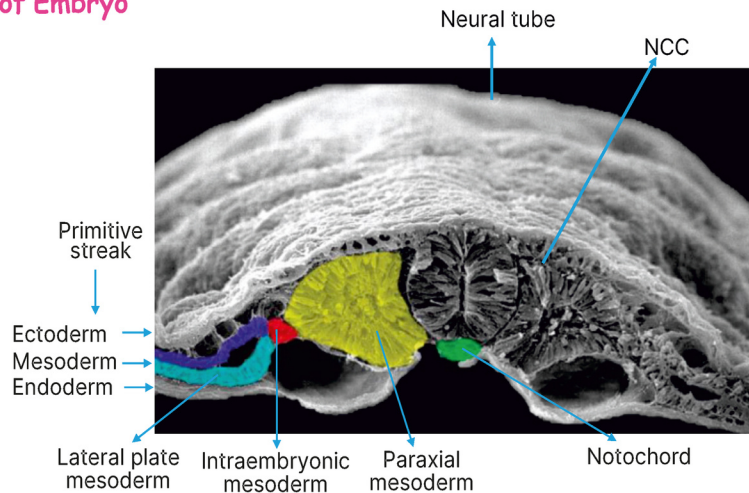 of Embryo
Neural tube
NCC
Primitive
streak
Ectoderm
Mesoderm
Endoderm
Lateral plate
mesoderm
Intraembryonic
mesoderm
Paraxial
mesoderm
Notochord